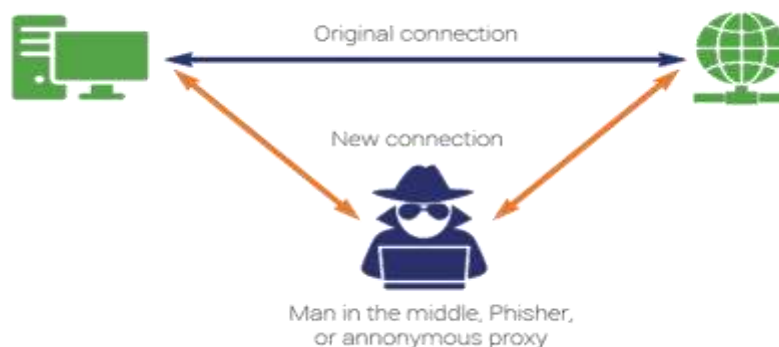 Original connection
New connection
Man in the middle, Phisher,
or annonymous proxy